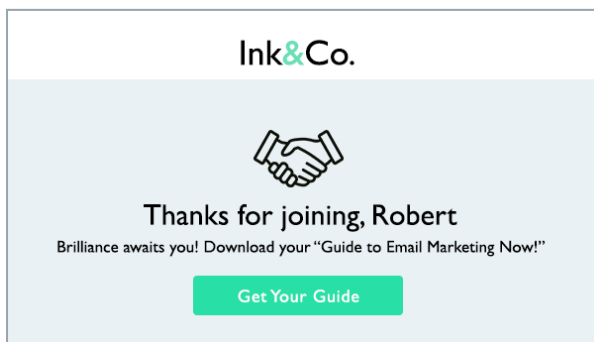 Ink&Co.
Thanks for joining, Robert
Brilliance awaits you! Download your “Guide to Email Marketing Now!”
Get Your Guide